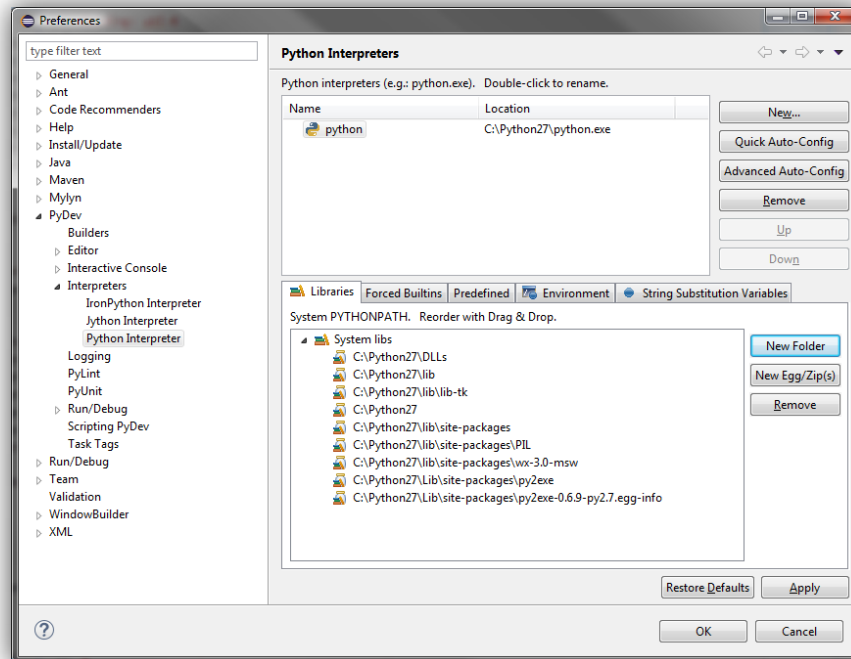 Preferences
type filter text
General
Ant
Code Recommenders
Help
Install/Update
Java
Maven
Mylyn
PyDev
Builders
Editor
Interactive Console
Interpreters
IronPython Interpreter
Jython Interpreter
Python Interpreter
Logging
PyLint
PyUnit
Run/Debug
Scripting PyDev
Task Tags
Run/Debug
Team
Validation
WindowBuilder
XML
Python Interpreters
Python interpreters (e.g.: python.exe). Double-click to rename.
Name Location
python C:\Python27\python.exe
New...
Quick Auto-Config
Advanced Auto-Config
Remove
Up
Down
Libraries Forced Builtins Predefined Environment String Substitution Variables
System PYTHONPATH. Reorder with Drag & Drop.
System libs
C:\Python27\DLLs
C:\Python27\lib
C:\Python27\lib\lib-tk
C:\Python27
C:\Python27\lib\site-packages
C:\Python27\lib\site-packages\PIL
C:\Python27\lib\site-packages\wx-3.0-msw
C:\Python27\Lib\site-packages\py2exe
C:\Python27\Lib\site-packages\py2exe-0.6.9-py2.7.egg-info
New Folder
New Egg/Zip(s)
Remove
Restore Defaults Apply
OK Cancel